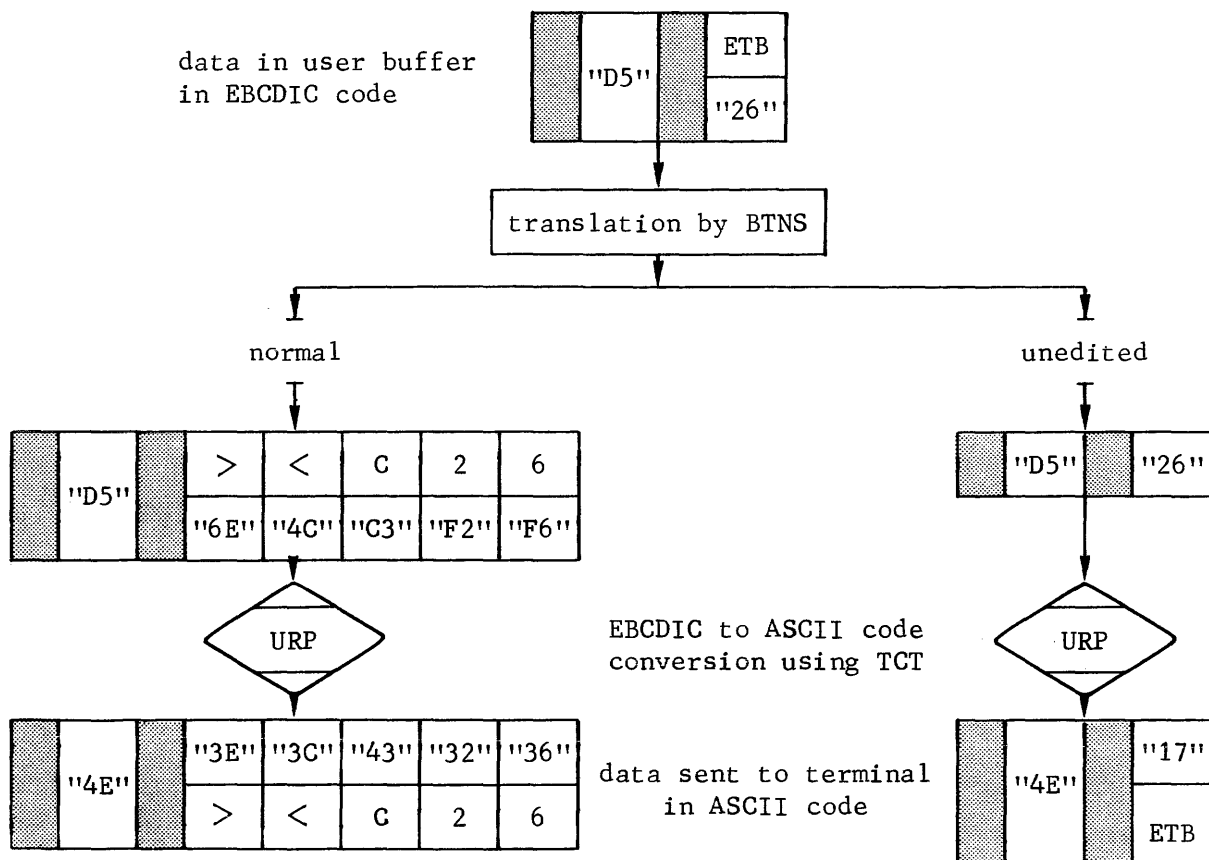 data in user buffer
in EBCDIC code
"D5"
ETB
"26"
translation by BTNS
normal
unedited
"D5" > < C 2 6
"6E" "4C" "C3" "F2" "F6"
"D5" "26"
URP
EBCDIC to ASCII code
conversion using TCT
URP
"4E" "3E" "3C" "43" "32" "36"
> < C 2 6
data sent to terminal
in ASCII code
"4E" "17"
ETB